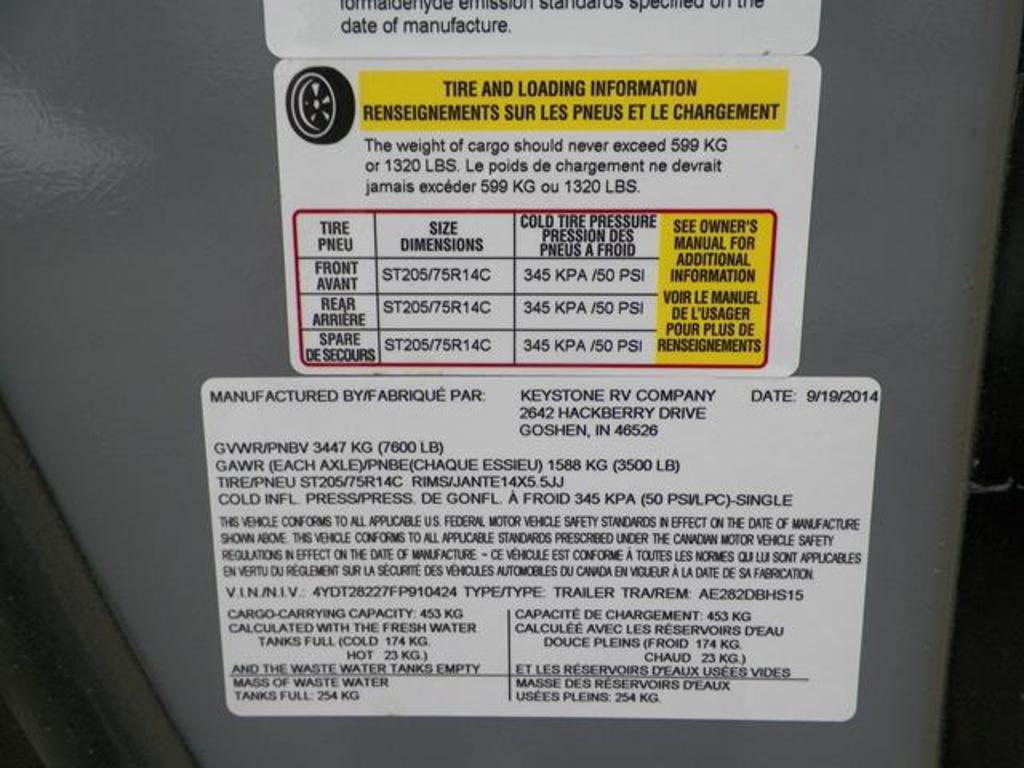 formaldehyde emission standards specified on the
date of manufacture.
TIRE AND LOADING INFORMATION
RENSEIGNEMENTS SUR LES PNEUS ET LE CHARGEMENT
The weight of cargo should never exceed 599 KG
or 1320 LBS. Le poids de chargement ne devrait
jamais excéder 599 KG ou 1320 LBS.
TIRE
PNEU
SIZE
DIMENSIONS
COLD TIRE PRESSURE
PRESSION DES
PNEUS A FROID
FRONT
AVANT
ST205/75R14C
345 KPA /50 PSI
REAR
ARRIÈRE
ST205/75R14C
345 KPA /50 PSI
SPARE
DE SECOURS
ST205/75R14C
345 KPA /50 PSI
SEE OWNER'S
MANUAL FOR
ADDITIONAL
INFORMATION
VOIR LE MANUEL
DE L'USAGER
POUR PLUS DE
RENSEIGNEMENTS
MANUFACTURED BY/FABRIQUÉ PAR: KEYSTONE RV COMPANY DATE: 9/19/2014
2642 HACKBERRY DRIVE
GOSHEN, IN 46526
GVWR/PNBV 3447 KG (7600 LB)
GAWR (EACH AXLE)/PNBE(CHAQUE ESSIEU) 1588 KG (3500 LB)
TIRE/PNEU ST205/75R14C RIMS/JANTE14X5.5JJ
COLD INFL. PRESS/PRESS. DE GONFL. À FROID 345 KPA (50 PSI/LPC)-SINGLE
THIS VEHICLE CONFORMS TO ALL APPLICABLE U.S. FEDERAL MOTOR VEHICLE SAFETY STANDARDS IN EFFECT ON THE DATE OF MANUFACTURE
SHOWN ABOVE. THIS VEHICLE CONFORMS TO ALL APPLICABLE STANDARDS PRESCRIBED UNDER THE CANADIAN MOTOR VEHICLE SAFETY
REGULATIONS IN EFFECT ON THE DATE OF MANUFACTURE. - CE VÉHICULE EST CONFORME À TOUTES LES NORMES QUI LUI SONT APPLICABLES
EN VERTU DU RÈGLEMENT SUR LA SÉCURITÉ DES VÉHICULES AUTOMOBILES DU CANADA EN VIGUEUR À LA DATE DE SA FABRICATION.
V.I.N./N.I.V.: 4YDT28227FP910424 TYPE/TYPE: TRAILER TRA/REM: AE282DBHS15
CARGO-CARRYING CAPACITY: 453 KG
CALCULATED WITH THE FRESH WATER
TANKS FULL (COLD 174 KG.
HOT 23 KG.)
AND THE WASTE WATER TANKS EMPTY
MASS OF WASTE WATER
TANKS FULL: 254 KG
CAPACITÉ DE CHARGEMENT: 453 KG
CALCULÉE AVEC LES RÉSERVOIRS D'EAU
DOUCE PLEINS (FROID 174 KG.
CHAUD 23 KG.)
ET LES RÉSERVOIRS D'EAUX USÉES VIDES
MASSE DES RÉSERVOIRS D'EAUX
USÉES PLEINS: 254 KG.